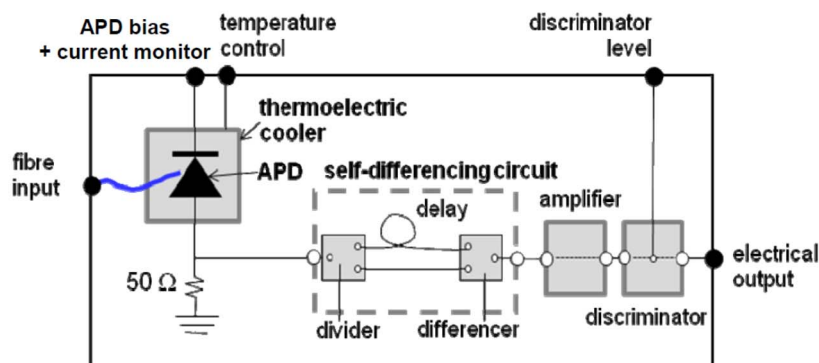 APD bias
+ current monitor
temperature
control
discriminator
level
thermoelectric
cooler
fibre
input
APD
self-differencing circuit
delay
amplifier
50 Ω
electrical
output
divider
differencer
discriminator